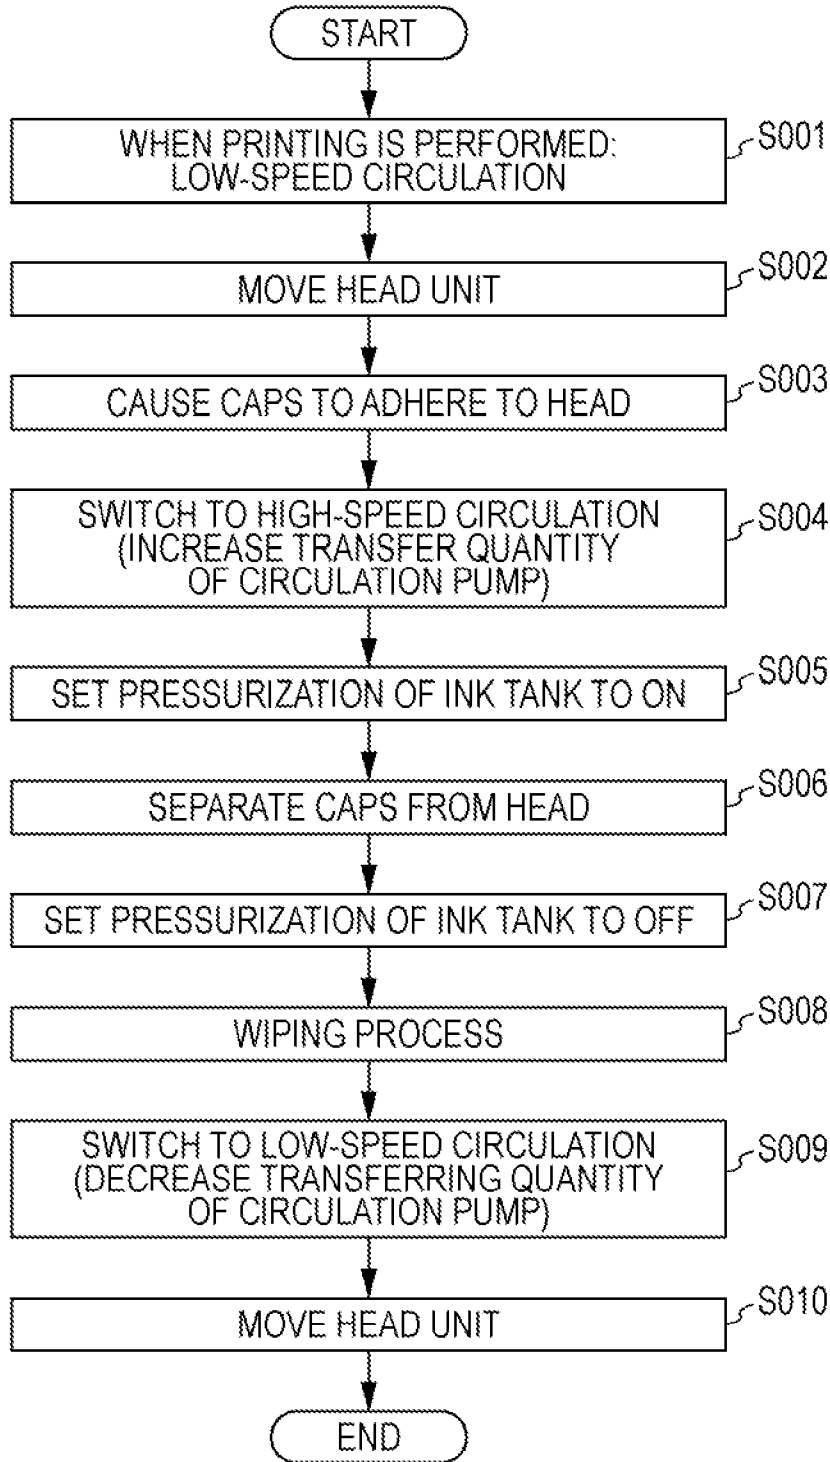 START
WHEN PRINTING IS PERFORMED:
LOW-SPEED CIRCULATION
S001
MOVE HEAD UNIT
S002
CAUSE CAPS TO ADHERE TO HEAD
S003
SWITCH TO HIGH-SPEED CIRCULATION
(INCREASE TRANSFER QUANTITY
OF CIRCULATION PUMP)
S004
SET PRESSURIZATION OF INK TANK TO ON
S005
SEPARATE CAPS FROM HEAD
S006
SET PRESSURIZATION OF INK TANK TO OFF
S007
WIPING PROCESS
S008
SWITCH TO LOW-SPEED CIRCULATION
(DECREASE TRANSFERRING QUANTITY
OF CIRCULATION PUMP)
S009
MOVE HEAD UNIT
S010
END